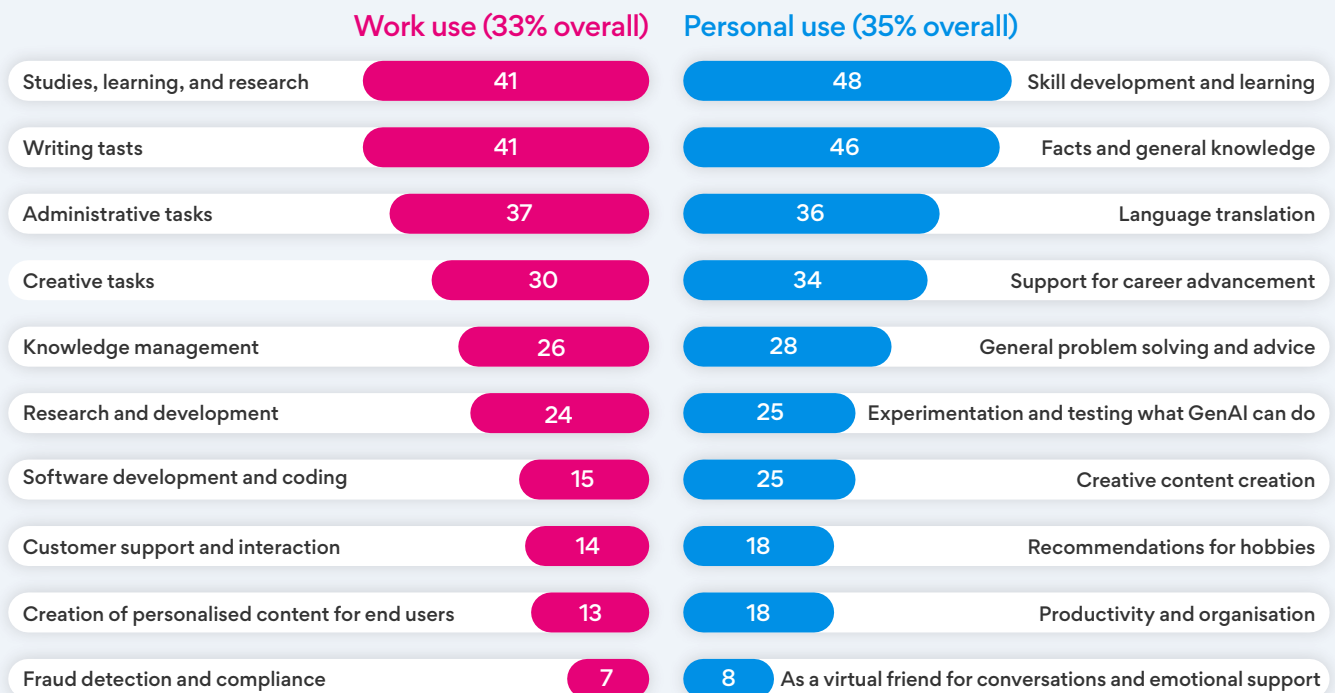 Work use (33% overall)
Personal use (35% overall)
Studies, learning, and research 41
48 Skill development and learning
Writing tasts 41
46 Facts and general knowledge
Administrative tasks 37
36 Language translation
Creative tasks 30
34 Support for career advancement
Knowledge management 26
28 General problem solving and advice
Research and development 24
25 Experimentation and testing what GenAI can do
Software development and coding 15
25 Creative content creation
Customer support and interaction 14
18 Recommendations for hobbies
Creation of personalised content for end users 13
18 Productivity and organisation
Fraud detection and compliance 7
8 As a virtual friend for conversations and emotional support